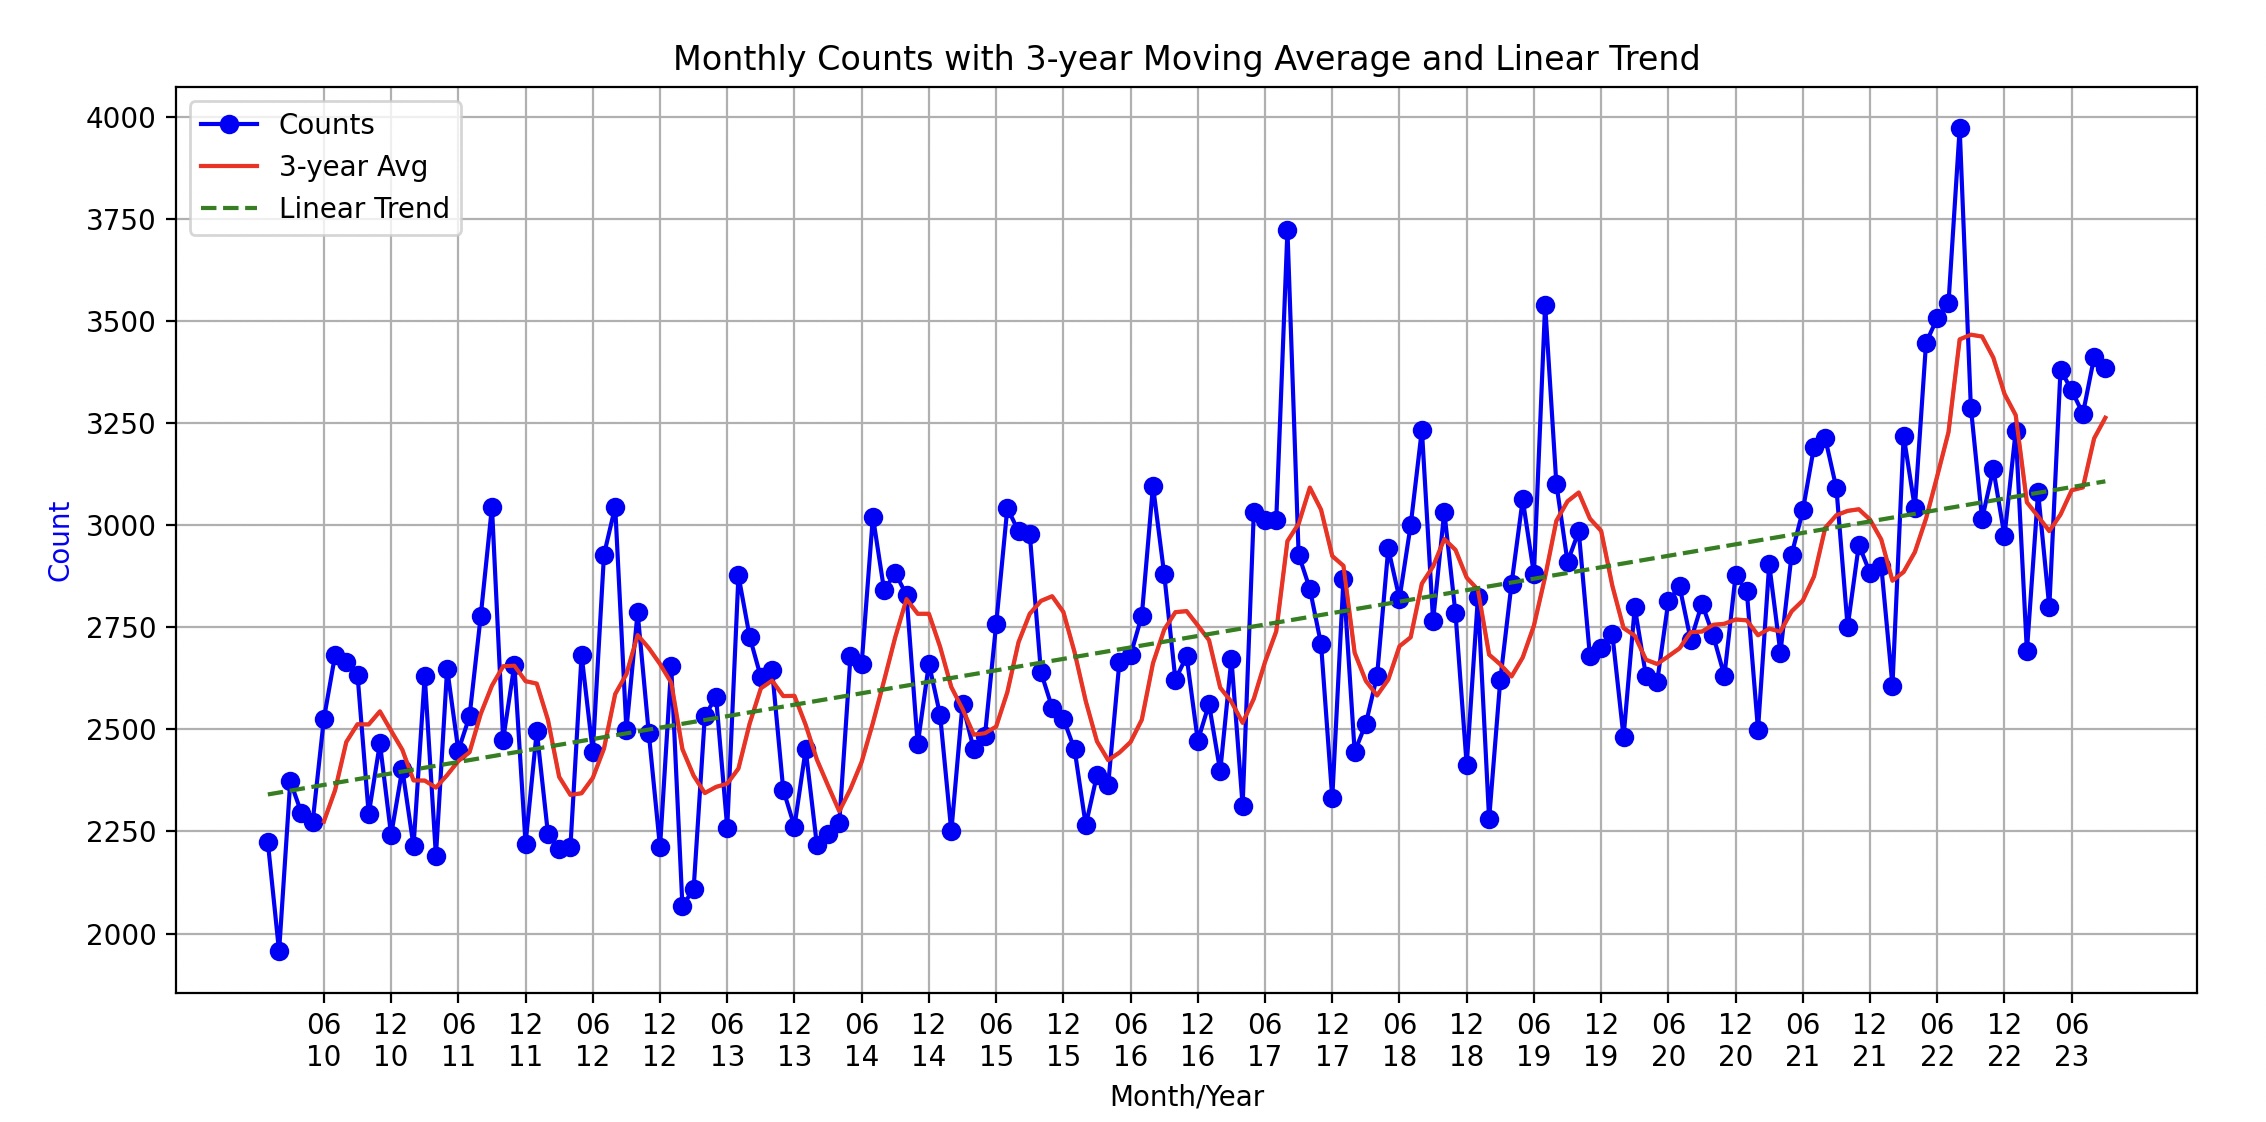 Monthly Counts with 3-year Moving Average and Linear Trend
Counts
3-year Avg
Linear Trend
4000
3750
3500
3250
3000
2750
2500
2250
2000
Count
06 12 06 12 06 12 06 12 06 12 06 12 06 12 06 12 06 12 06 12 06 12 06 12 06 12 06
10 10 11 11 12 12 13 13 14 14 15 15 16 16 17 17 18 18 19 19 20 20 21 21 22 22 23
Month/Year